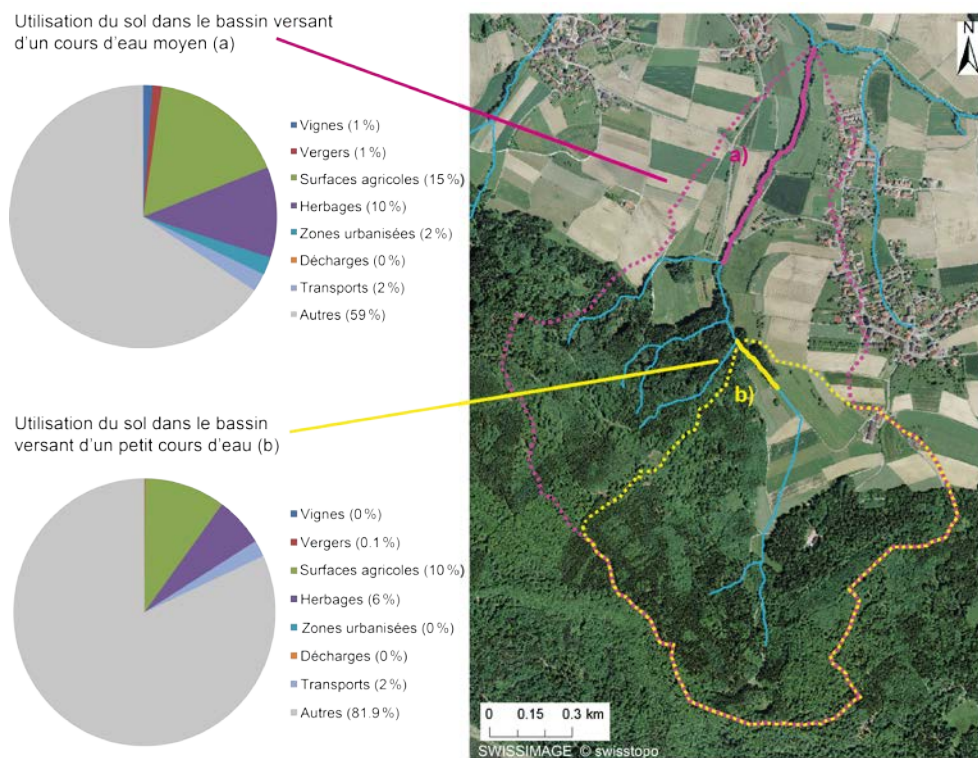 Utilisation du sol dans le bassin versant
d'un cours d'eau moyen (a)
Vignes (1%)
Vergers (1%)
Surfaces agricoles (15%)
Herbages (10%)
Zones urbanisées (2%)
Décharges (0%)
Transports (2%)
Autres (59%)
Utilisation du sol dans le bassin
versant d'un petit cours d'eau (b)
Vignes (0%)
Vergers (0.1%)
Surfaces agricoles (10%)
Herbages (6%)
Zones urbanisées (0%)
Décharges (0%)
Transports (2%)
Autres (81.9%)
N
a)
b)
0 0.15 0.3 km
SWISSIMAGE © swisstopo